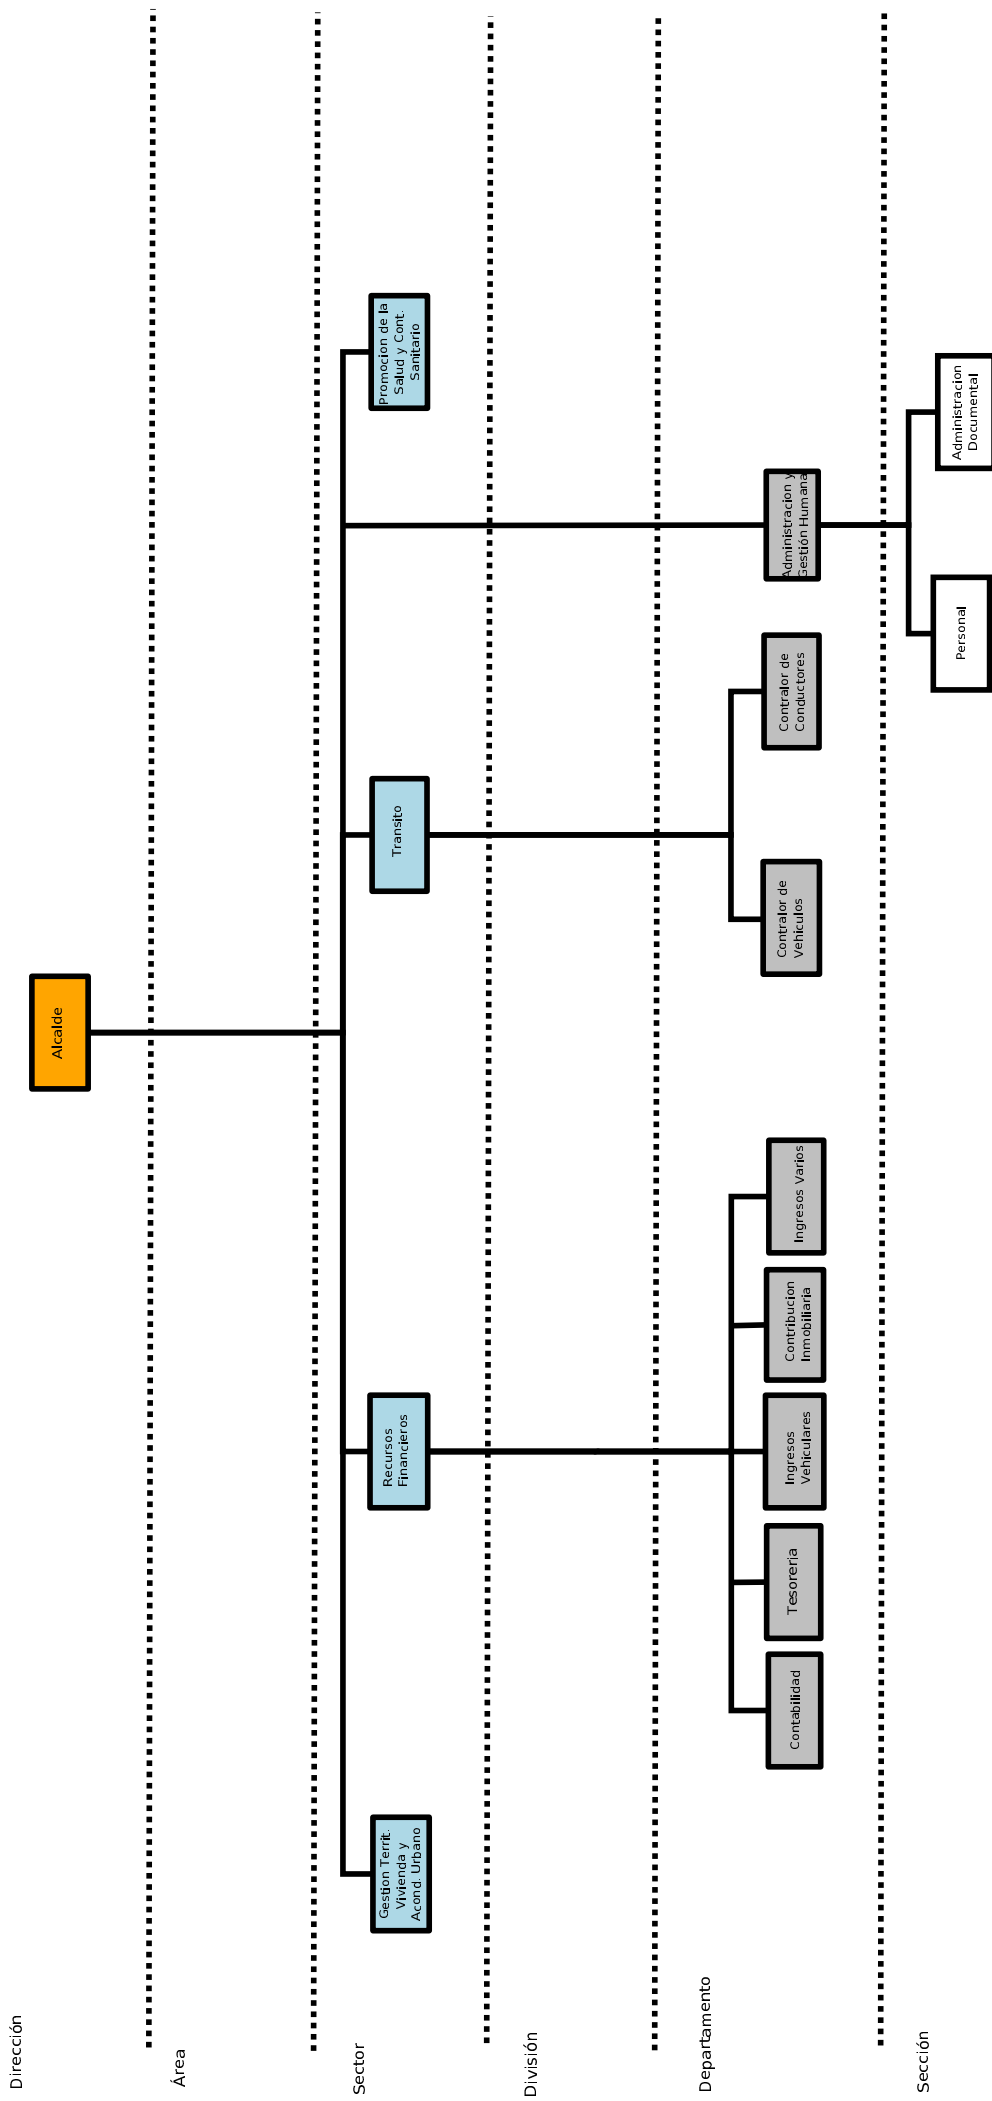 Dirección
Alcalde
Área
Sector
Gestion Territ.
Vivienda y
Acond. Urbano
Recursos
Financieros
Transito
Promocion de la
Salud y Cont.
Sanitario
División
Departamento
Contabilidad
Tesoreria
Ingresos
Vehiculares
Contribucion
Inmobiliaria
Ingresos Varios
Contralor de
Vehiculos
Contralor de
Conductores
Administracion y
Gestión Humana
Sección
Personal
Administracion
Documental